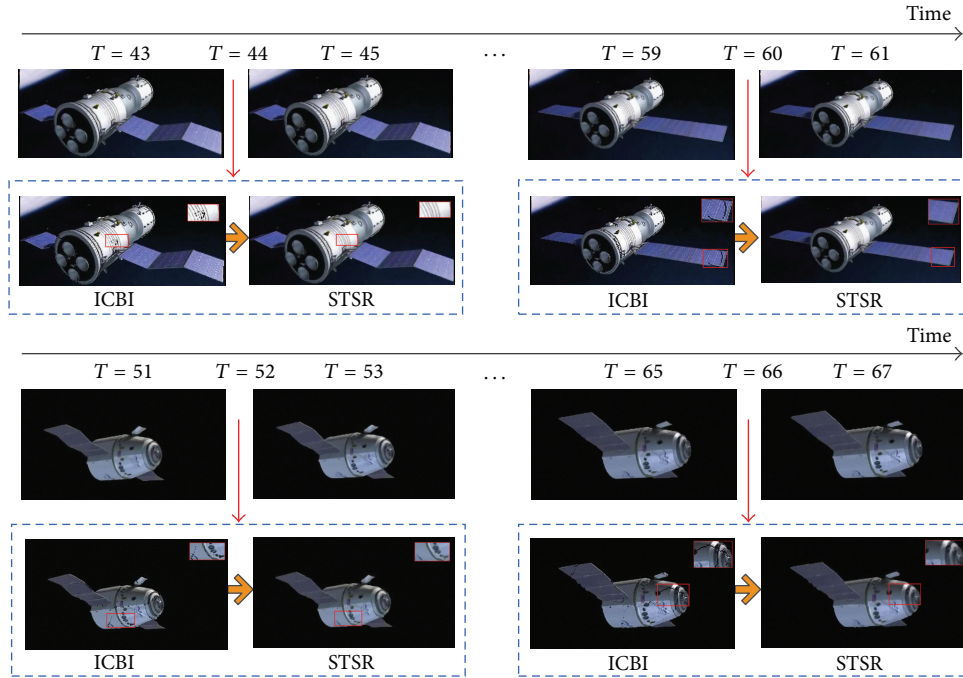 Time
T = 43 T = 44 T = 45 ... T = 59 T = 60 T = 61
ICBI STSR ICBI STSR
Time
T = 51 T = 52 T = 53 ... T = 65 T = 66 T = 67
ICBI STSR ICBI STSR